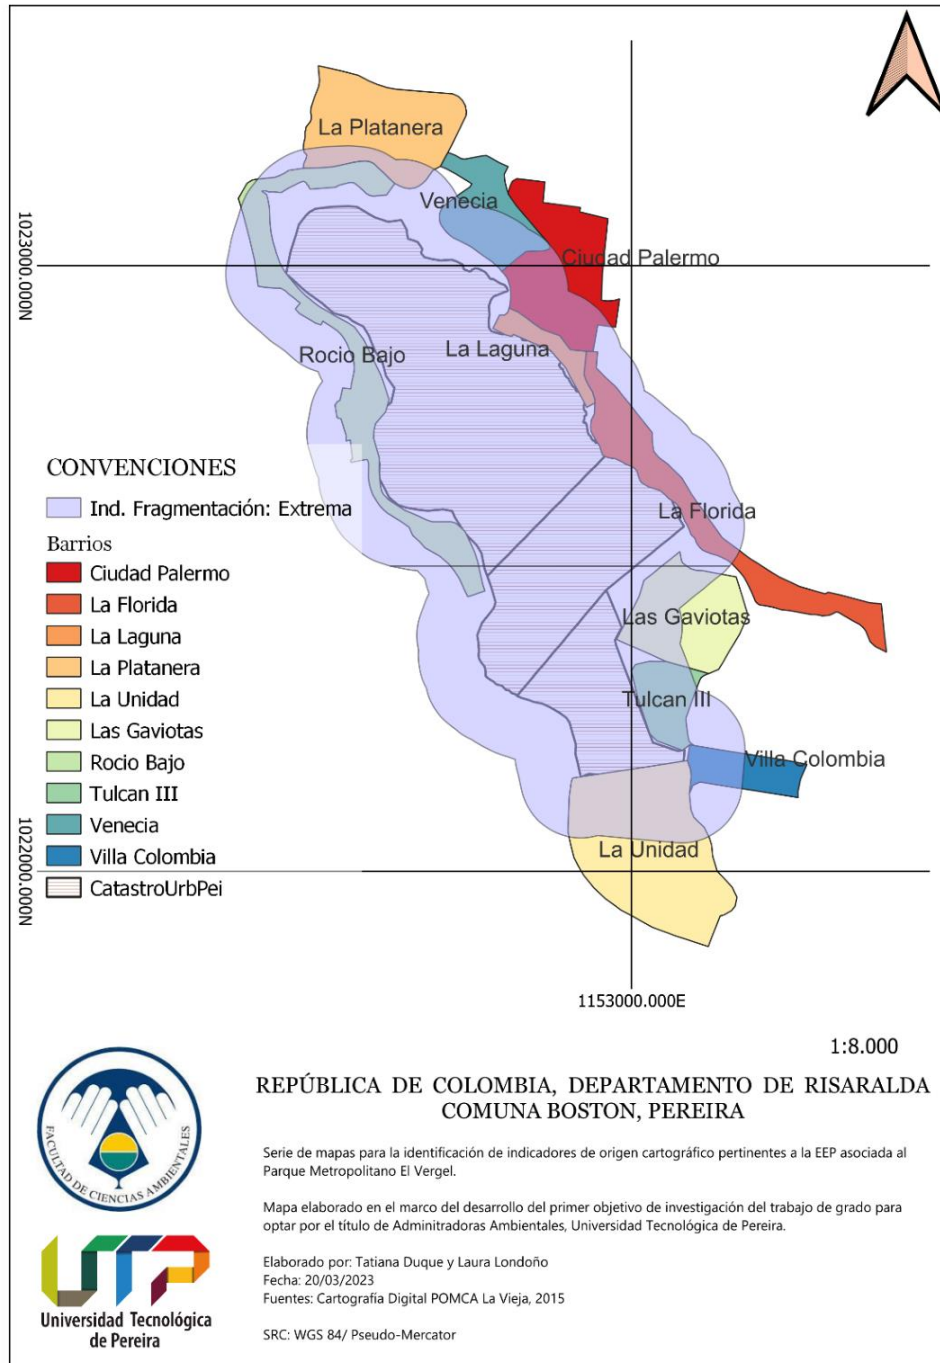 La Platanera
Venecia
Ciudad Palermo
1023000.000N
La Laguna
Rocio Bajo
CONVENCIONES
Ind. Fragmentación: Extrema
Barrios
Ciudad Palermo
La Florida
La Laguna
La Platanera
La Unidad
Las Gaviotas
Rocio Bajo
Tulcan III
Venecia
Villa Colombia
CatastroUrbPei
La Florida
Las Gaviotas
Tulcan III
Villa Colombia
La Unidad
1022000.000N
1153000.000E
1:8.000
FACULTAD DE CIENCIAS AMBIENTALES
UTP
Universidad Tecnológica
de Pereira
REPÚBLICA DE COLOMBIA, DEPARTAMENTO DE RISARALDA
COMUNA BOSTON, PEREIRA
Serie de mapas para la identificación de indicadores de origen cartográfico pertinentes a la EEP asociada al
Parque Metropolitano El Vergel.
Mapa elaborado en el marco del desarrollo del primer objetivo de investigación del trabajo de grado para
optar por el título de Adminitradoras Ambientales, Universidad Tecnológica de Pereira.
Elaborado por: Tatiana Duque y Laura Londoño
Fecha: 20/03/2023
Fuentes: Cartografía Digital POMCA La Vieja, 2015
SRC: WGS 84/ Pseudo-Mercator